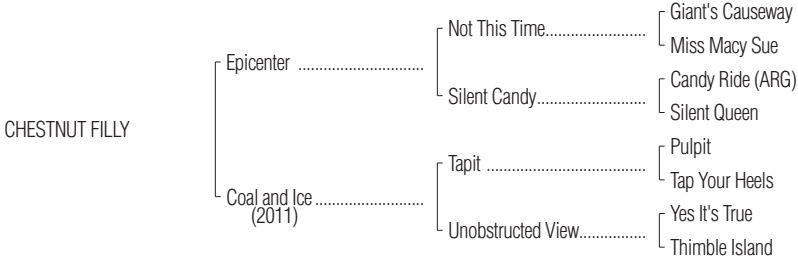 Giant's Causeway
Not This Time........................
Miss Macy Sue
Epicenter ..............................
Candy Ride (ARG)
Silent Candy..........................
Silent Queen
CHESTNUT FILLY
Pulpit
Tapit ......................................
Tap Your Heels
Coal and Ice ..........................
(2011)
Yes It's True
Unobstructed View................
Thimble Island